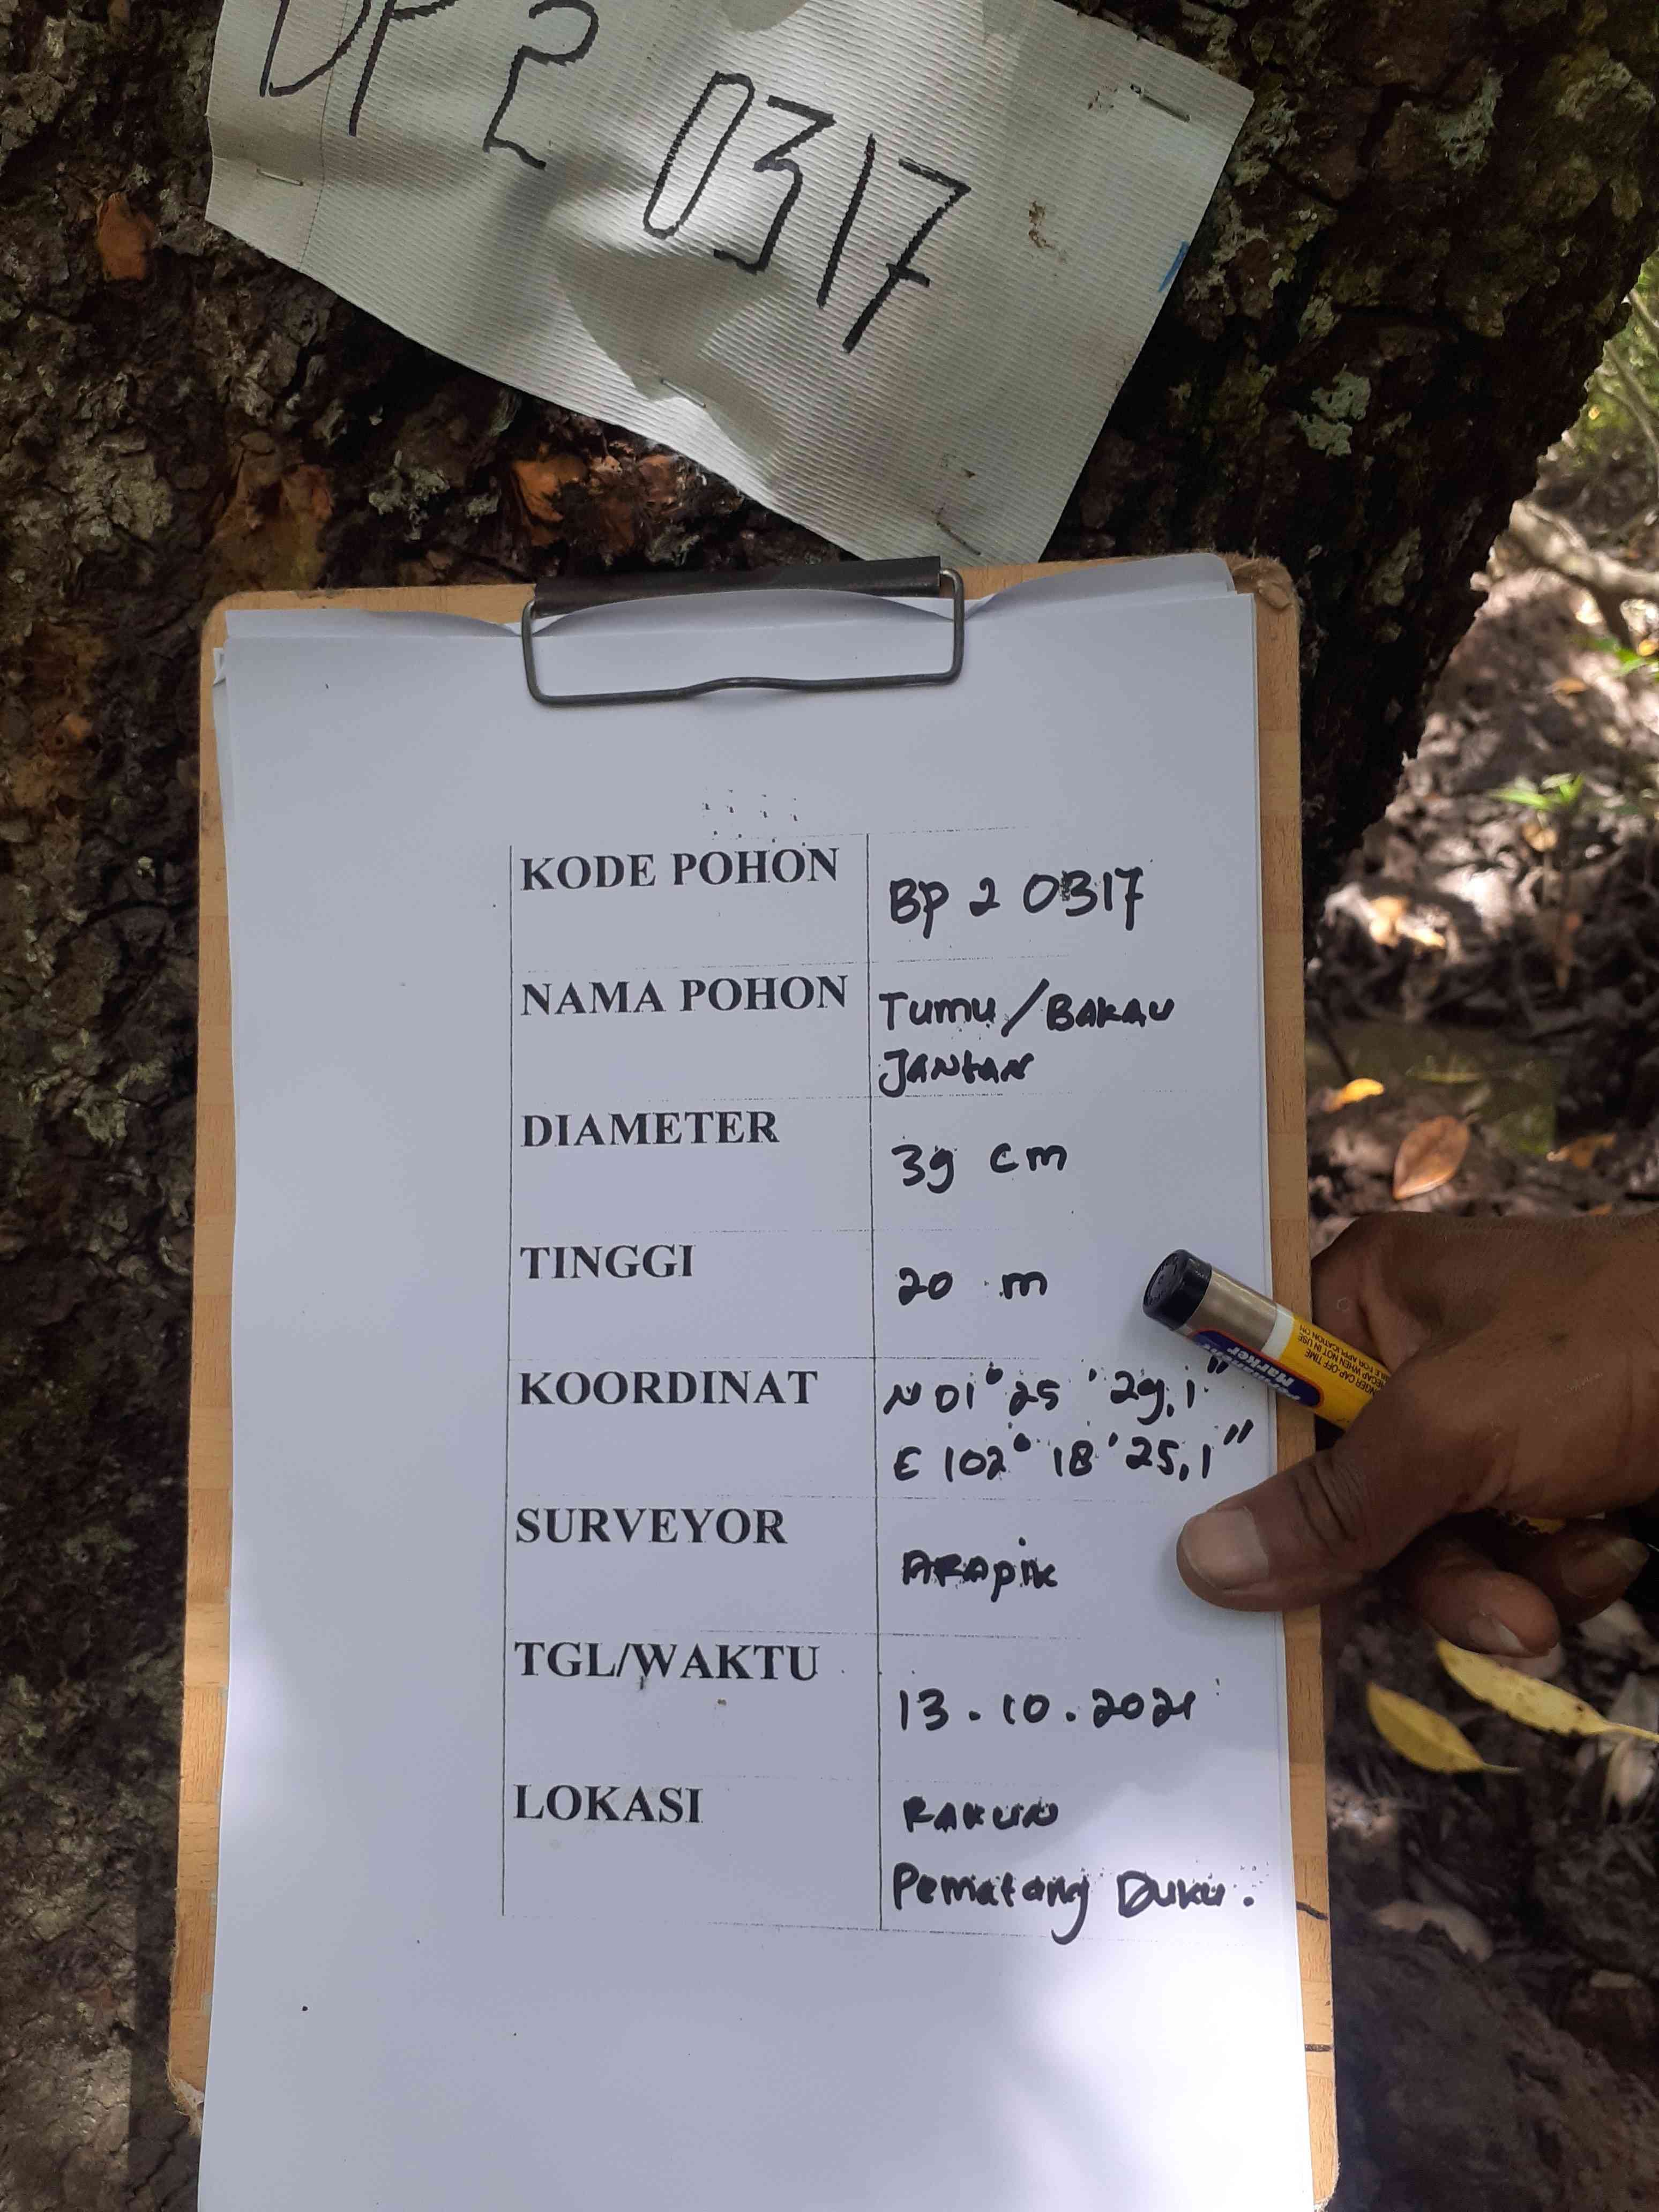 BP 2 0317
KODE POHON BP 2 0317
NAMA POHON Tumu/BAKAU
JANtAN
DIAMETER 39 cm
TINGGI 20 m
KOORDINAT N 01° 25 ' 29,1"
E 102° 18 ' 25,1"
SURVEYOR ARApik
TGL/WAKTU 13.10.2021
LOKASI RAKUN
Pematang Duku.
Marker